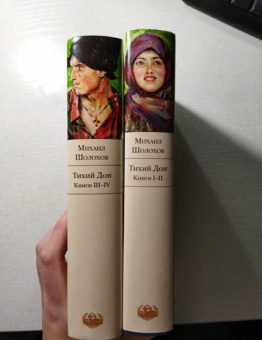 Михаил
Шолохов
Тихий Дон
Книги III–IV
Михаил
Шолохов
Тихий Дон
Книги I–II